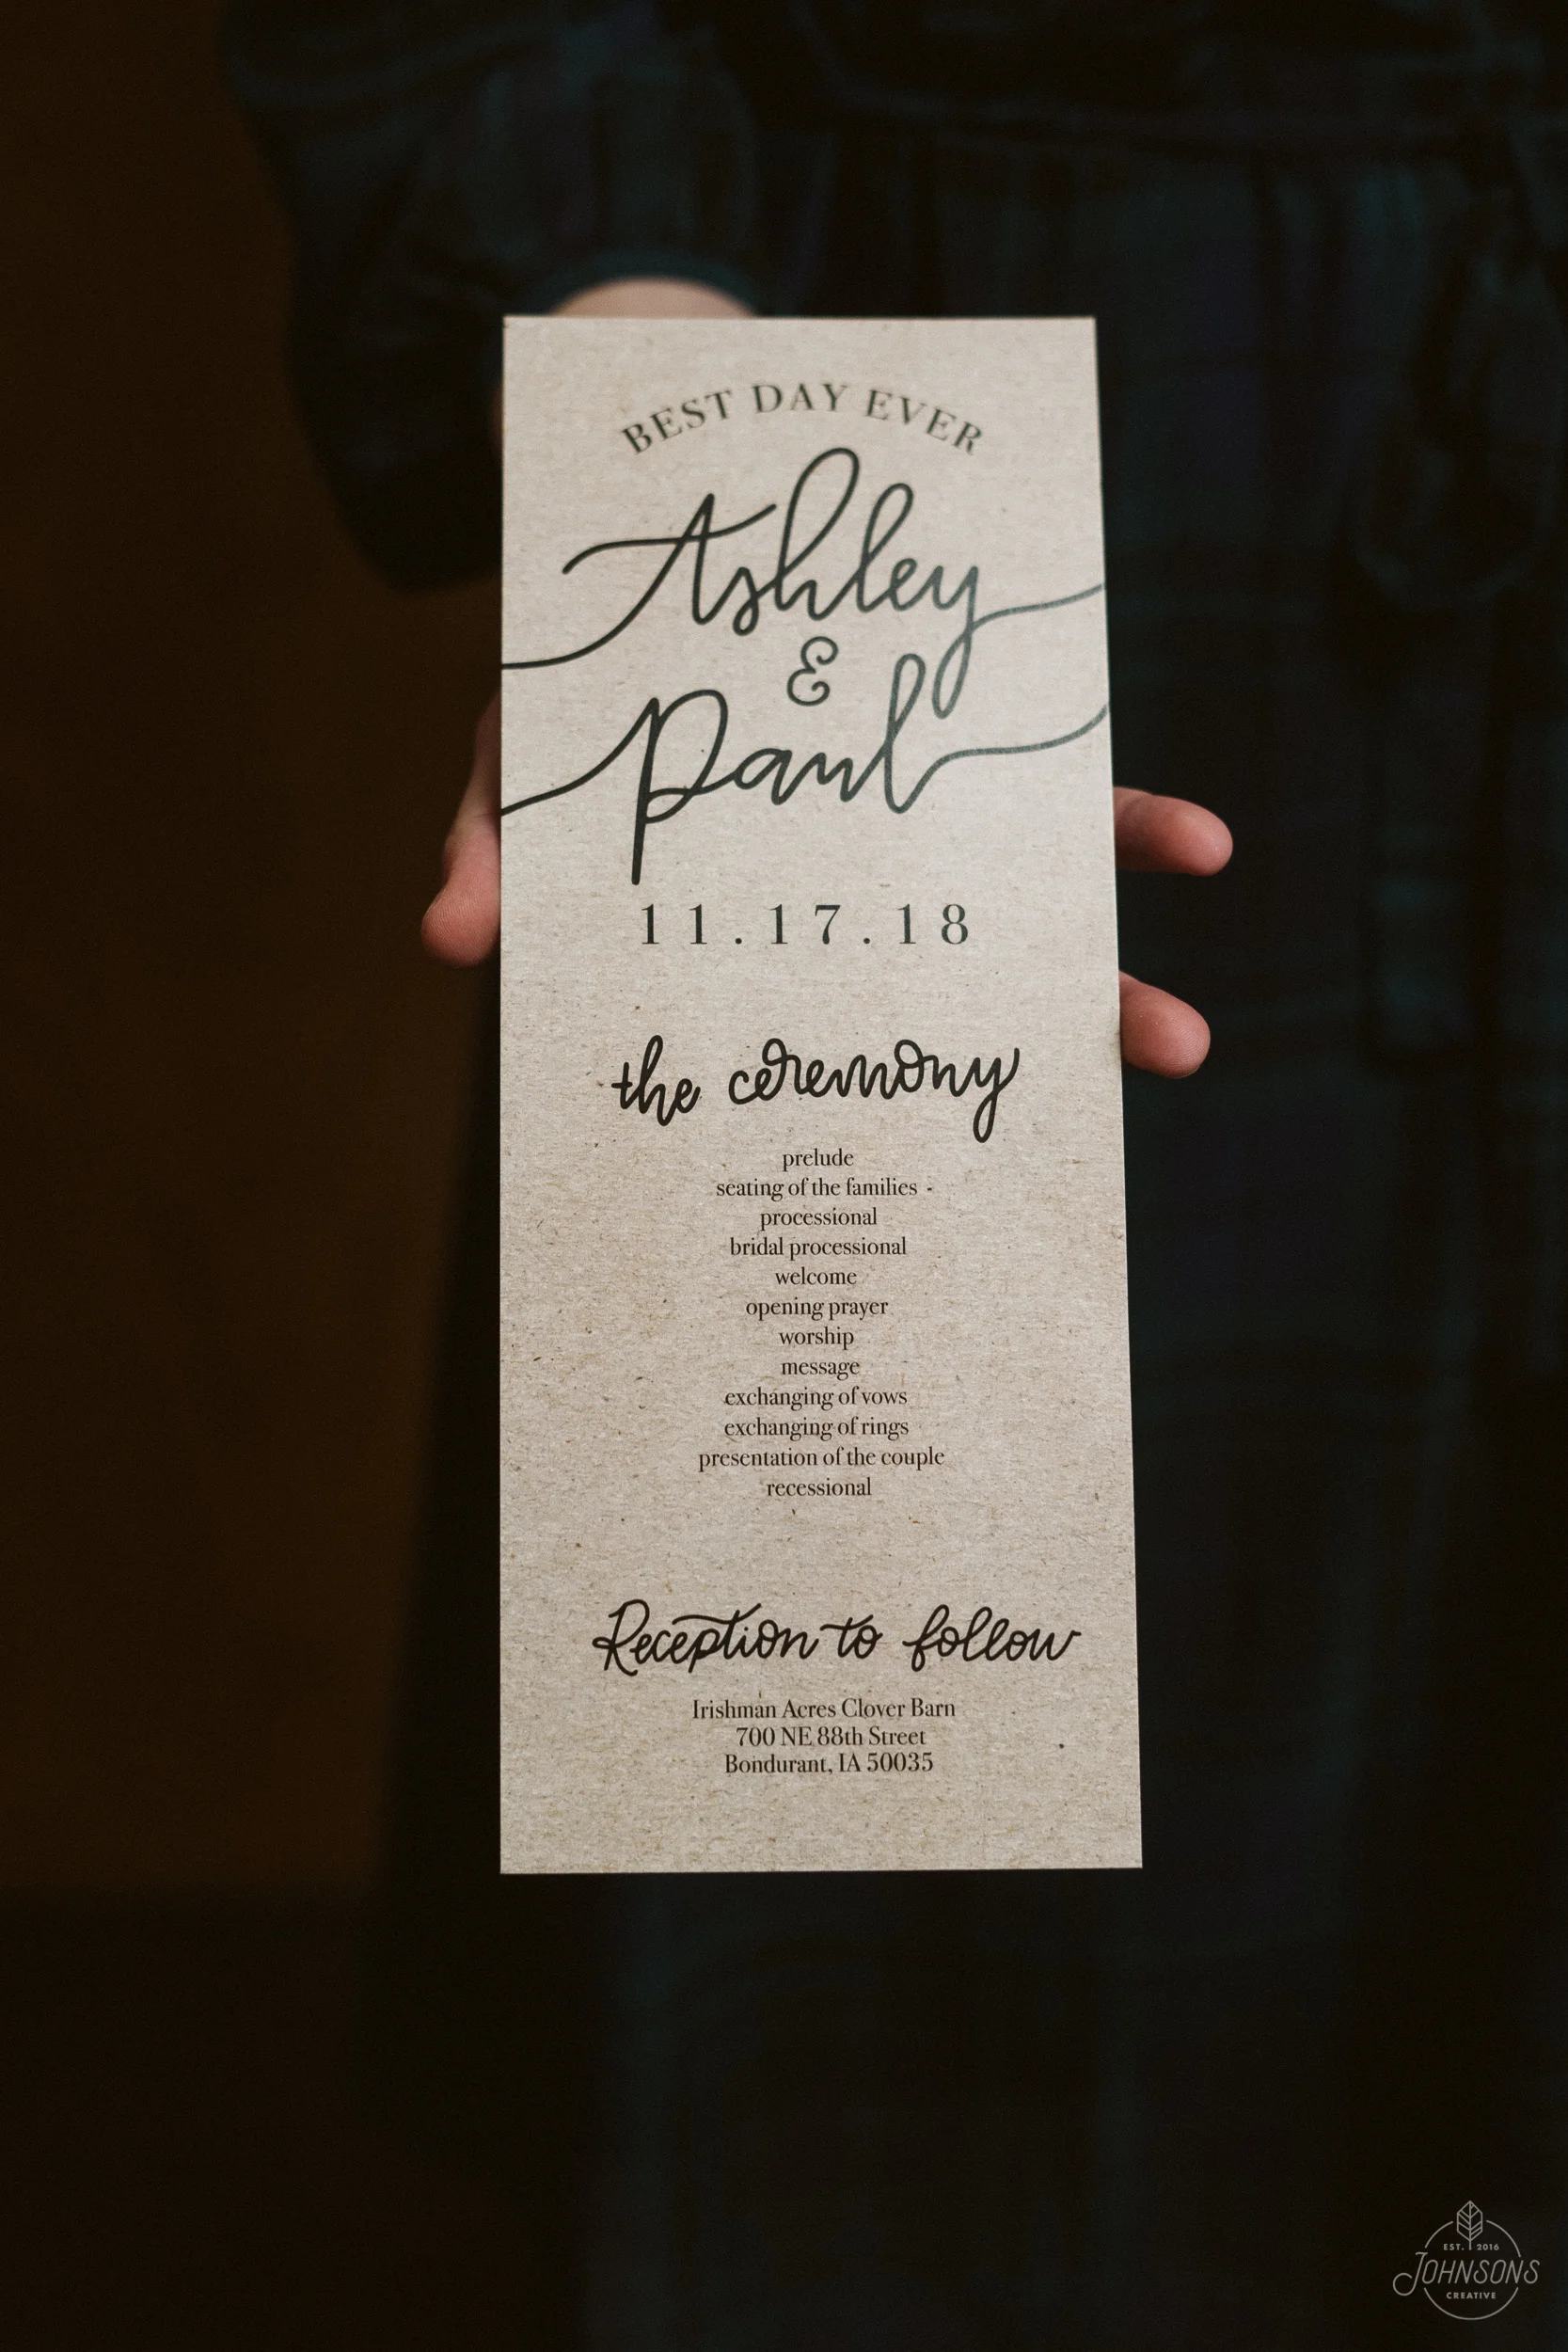 BEST DAY EVER
Ashley
&
Paul
11.17.18
the ceremony
prelude
seating of the families -
processional
bridal processional
welcome
opening prayer
worship
message
exchanging of vows
exchanging of rings
presentation of the couple
recessional
Reception to follow
Irishman Acres Clover Barn
700 NE 88th Street
Bondurant, IA 50035
EST. 2016
JOHNSONS
CREATIVE